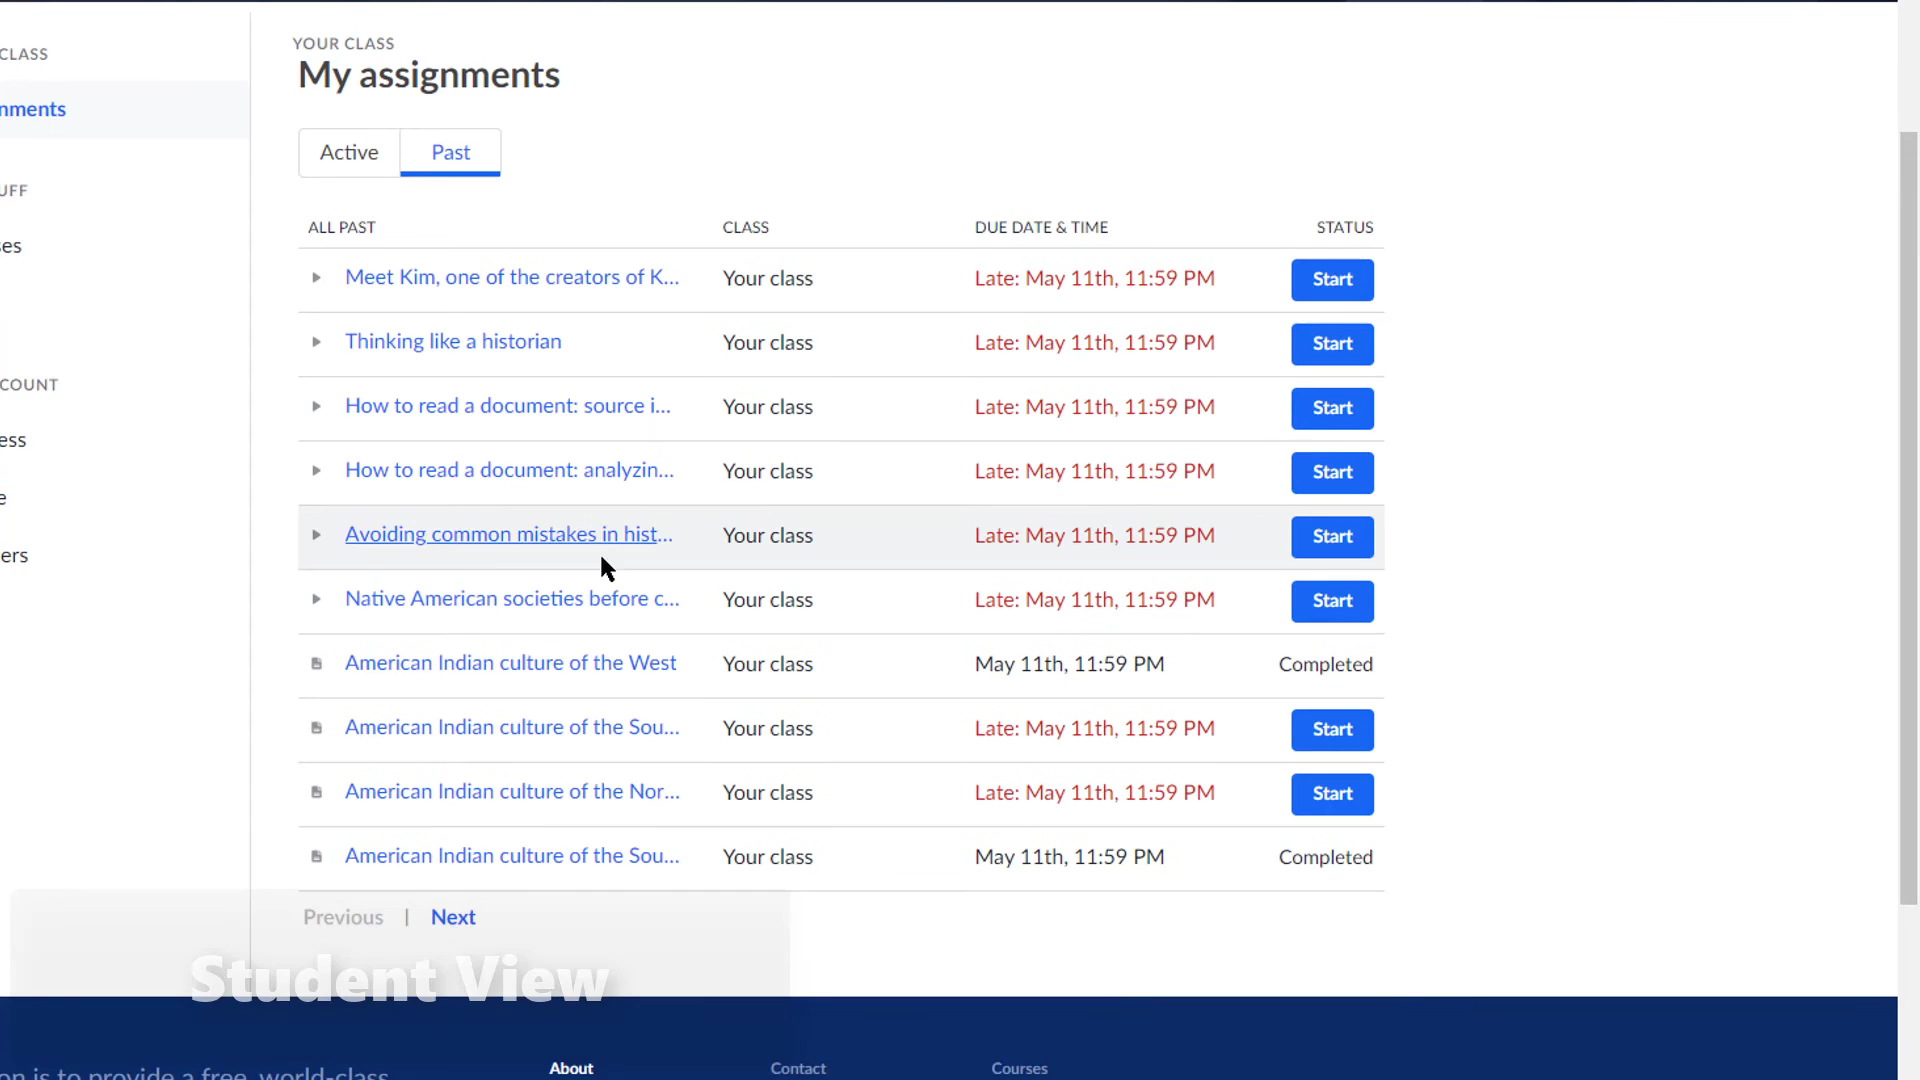 CLASS
nments
UFF
es
COUNT
ess
e
ers
YOUR CLASS
My assignments
Active
Past
ALL PAST CLASS DUE DATE & TIME STATUS
Meet Kim, one of the creators of K... Your class Late: May 11th, 11:59 PM Start
Thinking like a historian Your class Late: May 11th, 11:59 PM Start
How to read a document: source i... Your class Late: May 11th, 11:59 PM Start
How to read a document: analyzin... Your class Late: May 11th, 11:59 PM Start
Avoiding common mistakes in hist... Your class Late: May 11th, 11:59 PM Start
Native American societies before c... Your class Late: May 11th, 11:59 PM Start
American Indian culture of the West Your class May 11th, 11:59 PM Completed
American Indian culture of the Sou... Your class Late: May 11th, 11:59 PM Start
American Indian culture of the Nor... Your class Late: May 11th, 11:59 PM Start
American Indian culture of the Sou... Your class May 11th, 11:59 PM Completed
Previous | Next
Student View
on is to provide a free, world-class
About Contact Courses